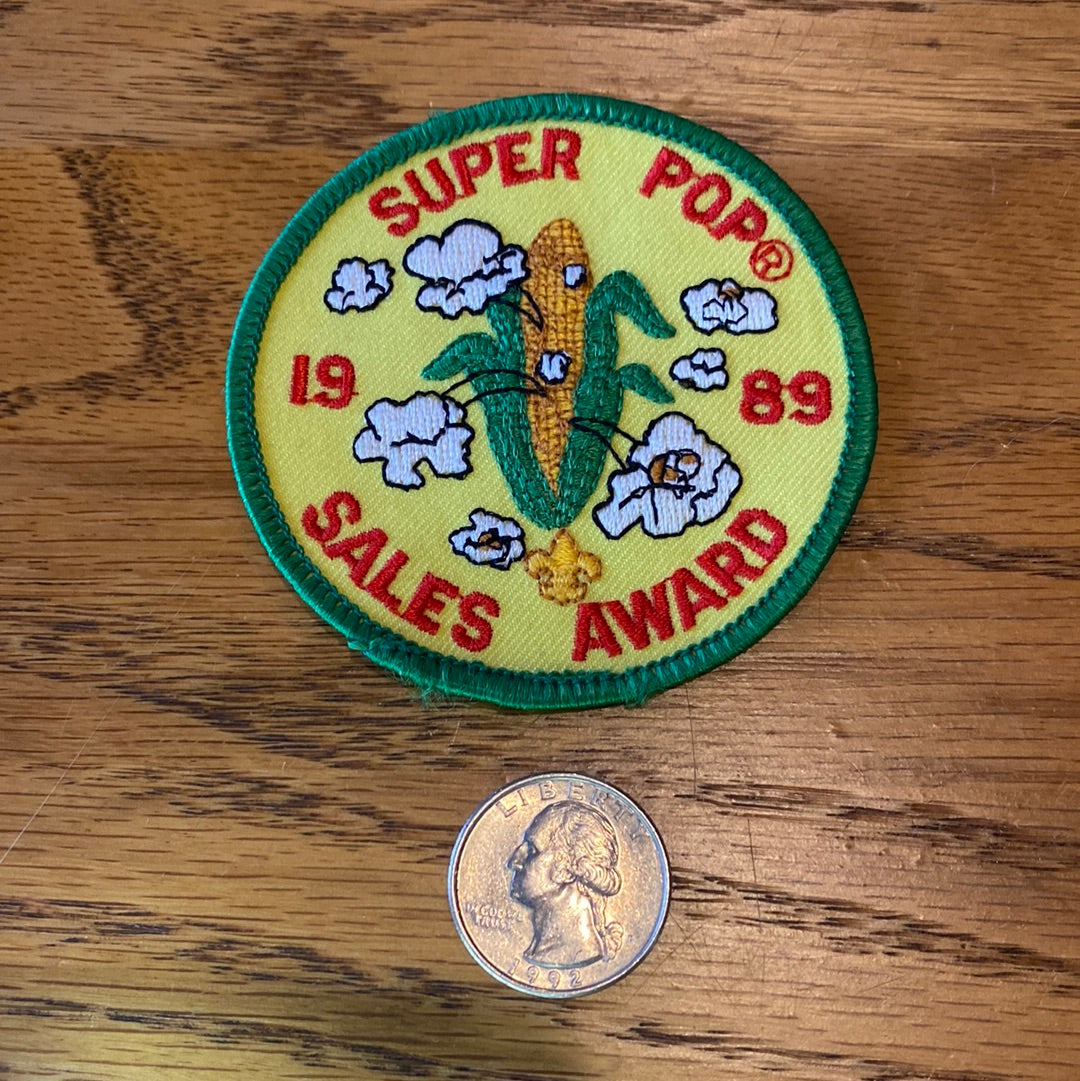 SUPER POP®
19 89
SALES AWARD
LIBERTY
IN GOD WE
TRUST
1992